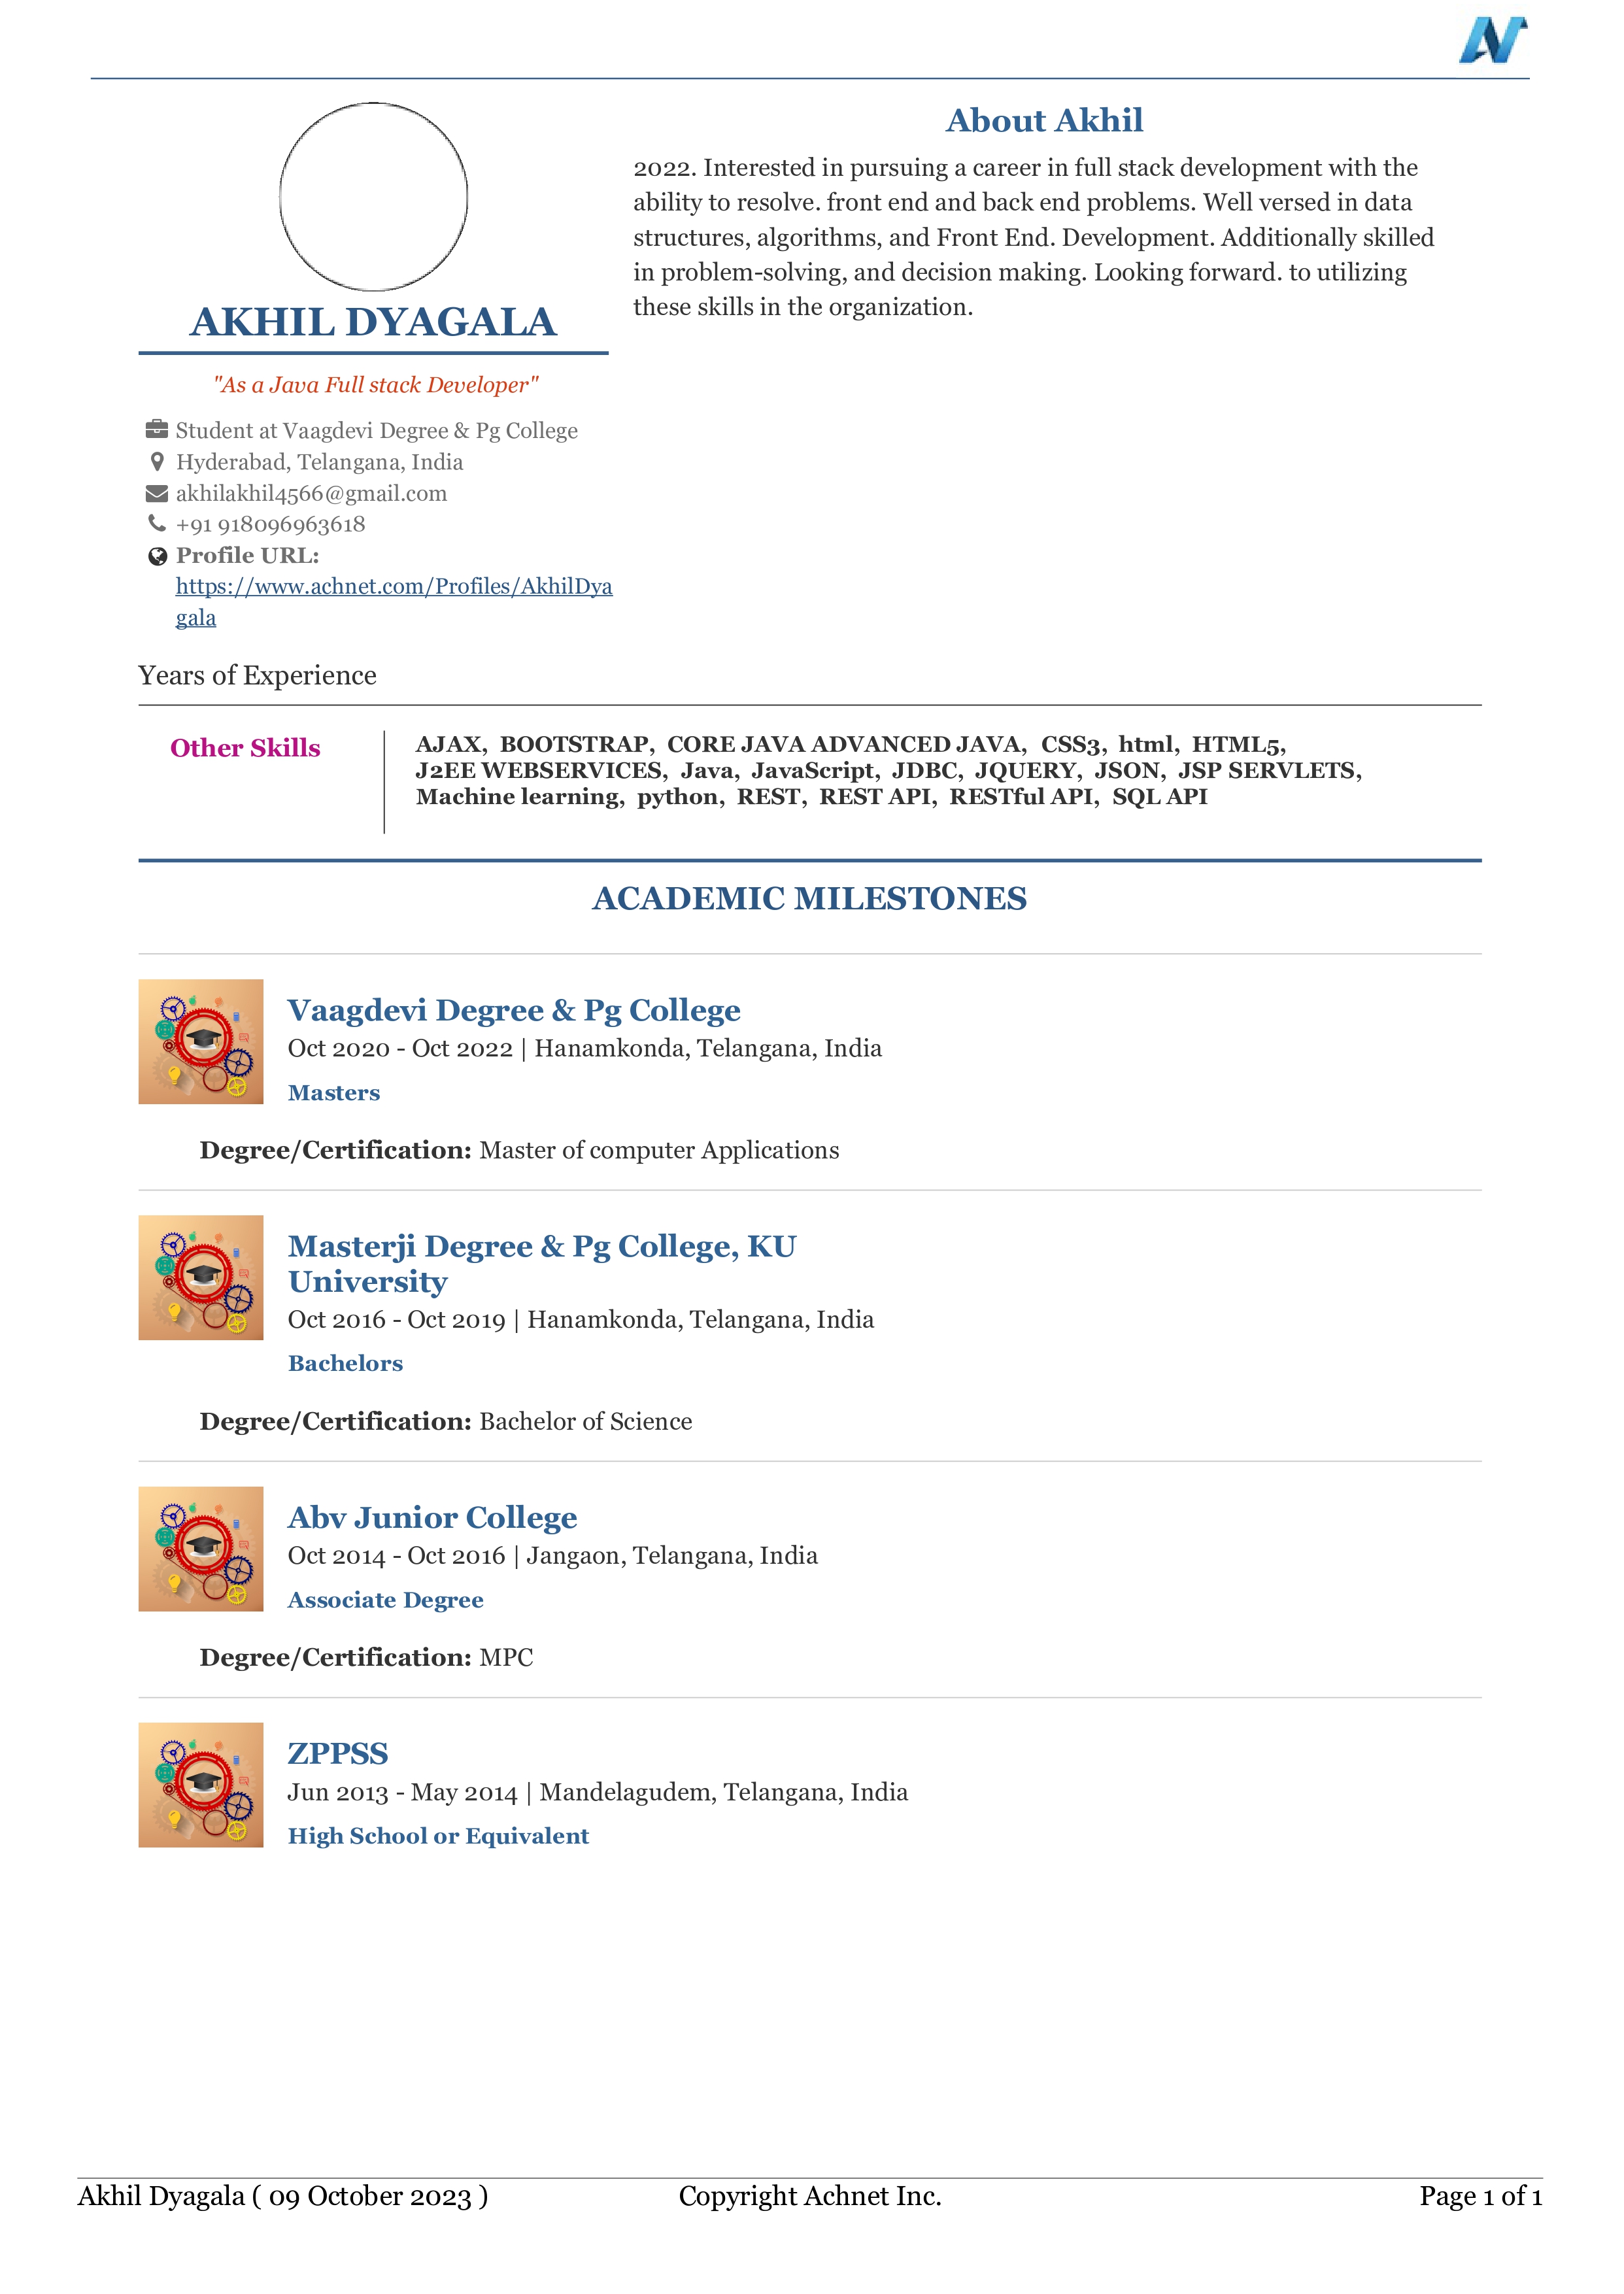 AKHIL DYAGALA
"As a Java Full stack Developer"
Student at Vaagdevi Degree & Pg College
Hyderabad, Telangana, India
akhilakhil4566@gmail.com
+91 918096963618
Profile URL:
https://www.achnet.com/Profiles/AkhilDya
gala
About Akhil
2022. Interested in pursuing a career in full stack development with the
ability to resolve. front end and back end problems. Well versed in data
structures, algorithms, and Front End. Development. Additionally skilled
in problem-solving, and decision making. Looking forward. to utilizing
these skills in the organization.
Years of Experience
Other Skills
AJAX, BOOTSTRAP, CORE JAVA ADVANCED JAVA, CSS3, html, HTML5,
J2EE WEBSERVICES, Java, JavaScript, JDBC, JQUERY, JSON, JSP SERVLETS,
Machine learning, python, REST, REST API, RESTful API, SQL API
ACADEMIC MILESTONES
Vaagdevi Degree & Pg College
Oct 2020 - Oct 2022 | Hanamkonda, Telangana, India
Masters
Degree/Certification: Master of computer Applications
Masterji Degree & Pg College, KU
University
Oct 2016 - Oct 2019 | Hanamkonda, Telangana, India
Bachelors
Degree/Certification: Bachelor of Science
Abv Junior College
Oct 2014 - Oct 2016 | Jangaon, Telangana, India
Associate Degree
Degree/Certification: MPC
ZPPSS
Jun 2013 - May 2014 | Mandelagudem, Telangana, India
High School or Equivalent
Akhil Dyagala ( 09 October 2023 )
Copyright Achnet Inc.
Page 1 of 1